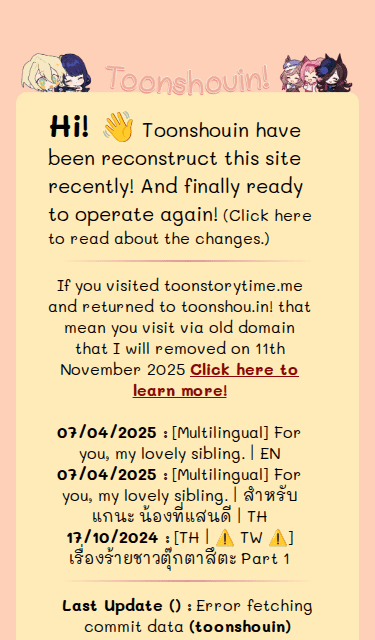 Toonshouin!
Hi! 👋 Toonshouin have
been reconstruct this site
recently! And finally ready
to operate again! (Click here
to read about the changes.)
If you visited toonstorytime.me
and returned to toonshou.in! that
mean you visit via old domain
that I will removed on 11th
November 2025 Click here to
learn more!
07/04/2025 : [Multilingual] For
you, my lovely sibling. | EN
07/04/2025 : [Multilingual] For
you, my lovely sibling. | สำหรับ
แกนะ น้องที่แสนดี | TH
17/10/2024 : [TH | ⚠️ TW ⚠️]
เรื่องร้ายชาวตุ๊กตาสีตะ Part 1
Last Update () : Error fetching
commit data (toonshouin)